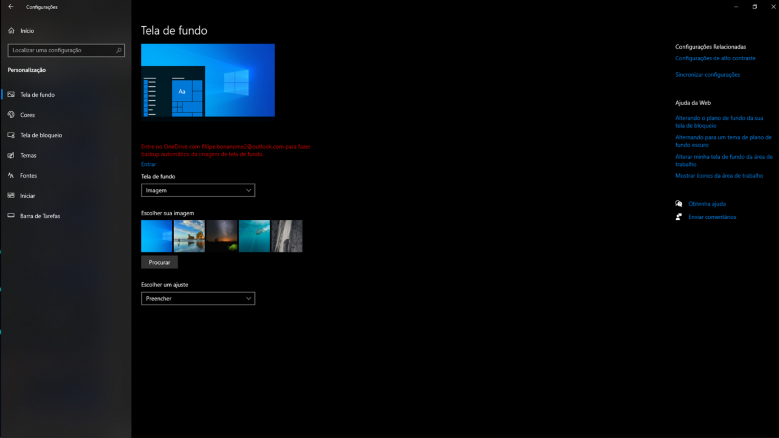 Configurações
Início
Localizar uma configuração
Personalização
Tela de fundo
Cores
Tela de bloqueio
Temas
Fontes
Iniciar
Barra de Tarefas
Tela de fundo
Aa
Entre no OneDrive com
para fazer
backup automático da imagem de tela de fundo.
Entrar
Tela de fundo
Imagem
Escolher sua imagem
Procurar
Escolher um ajuste
Preencher
Configurações Relacionadas
Configurações de alto contraste
Sincronizar configurações
Ajuda da Web
Alterando o plano de fundo da sua
tela de bloqueio
Alternando para um tema de plano de
fundo escuro
Alterar minha tela de fundo da área de
trabalho
Mostrar ícones da área de trabalho
Obtenha ajuda
Enviar comentários